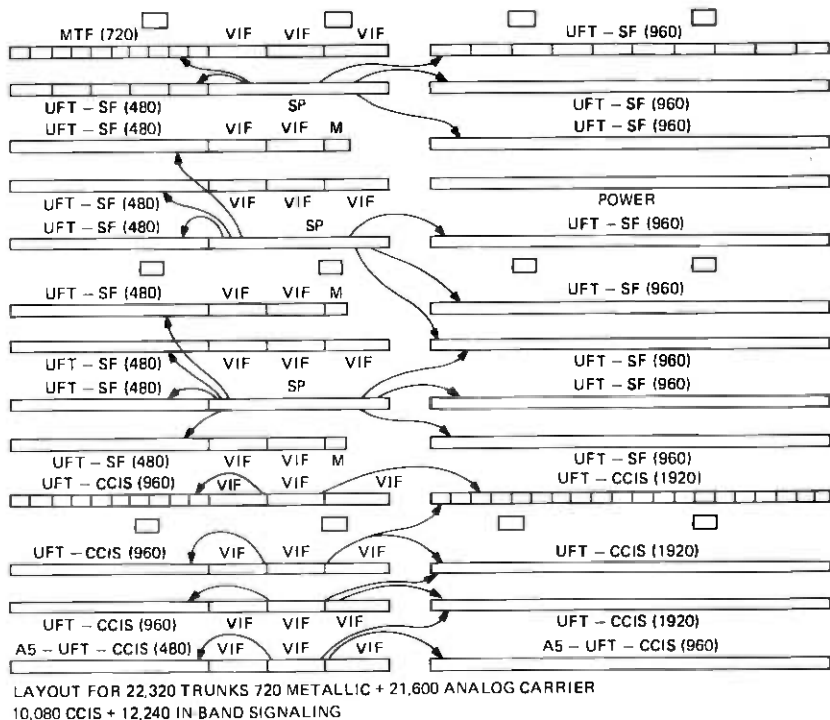 MTF (720) VIF VIF VIF UFT – SF (960)
UFT – SF (480) SP UFT – SF (960)
UFT – SF (480) VIF VIF M UFT – SF (960)
UFT – SF (480) VIF VIF VIF POWER
UFT – SF (480) SP UFT – SF (960)
UFT – SF (480) VIF VIF M UFT – SF (960)
UFT – SF (480) VIF VIF VIF UFT – SF (960)
UFT – SF (480) SP UFT – SF (960)
UFT – SF (480) VIF VIF M UFT – SF (960)
UFT – CCIS (960) VIF VIF VIF UFT – CCIS (1920)
UFT – CCIS (960) VIF VIF VIF UFT – CCIS (1920)
UFT – CCIS (960) VIF VIF VIF UFT – CCIS (1920)
A5 – UFT – CCIS (480) VIF VIF VIF A5 – UFT – CCIS (960)
LAYOUT FOR 22,320 TRUNKS 720 METALLIC + 21,600 ANALOG CARRIER
10,080 CCIS + 12,240 IN BAND SIGNALING